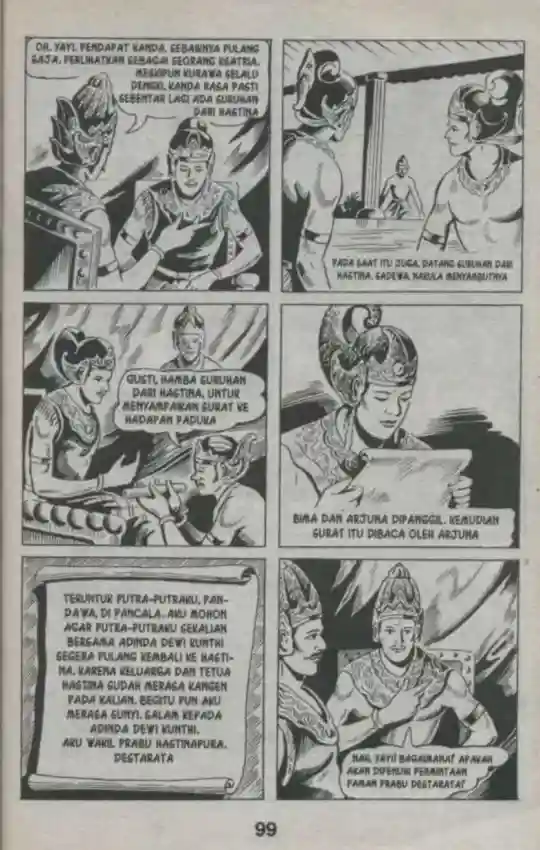 OH, YAYI, PENDAPAT KANDA, SEBAIKNYA PULANG
SAJA, PERLIHATKAN SEBAGAI SEORANG KSATRIA.
MESKIPUN KURAWA SELALU
DENGKI, KANDA RASA PASTI
SEBENTAR LAGI ADA SURUHAN
DARI HASTINA
PADA SAAT ITU JUGA, DATANG SURUHAN DARI
HASTINA. SADEWA, NAKULA MENYAMBUTNYA
GUSTI, HAMBA SURUHAN
DARI HASTINA, UNTUK
MENYAMPAIKAN SURAT KE
HADAPAN PADUKA
BIMA DAN ARJUNA DIPANGGIL. KEMUDIAN
SURAT ITU DIBACA OLEH ARJUNA
TERUNTUK PUTRA-PUTRAKU, PAN-
DAWA, DI PANCALA. AKU MOHON
AGAR PUTRA-PUTRAKU SEKALIAN
BERSAMA ADINDA DEWI KUNTHI
SEGERA PULANG KEMBALI KE HASTI-
NA. KARENA KELUARGA DAN TETUA
HASTINA SUDAH MERASA KANGEN
PADA KALIAN. BEGITU PUN AKU
MERASA SUNYI. SALAM KEPADA
ADINDA DEWI KUNTHI.
AKU WAKIL PRABU HASTINAPURA.
DESTARATA
NAH, YAYI! BAGAIMANA? APAKAH
AKAN DIPENUHI PERMINTAAN
PAMAN PRABU DESTARATA?
99